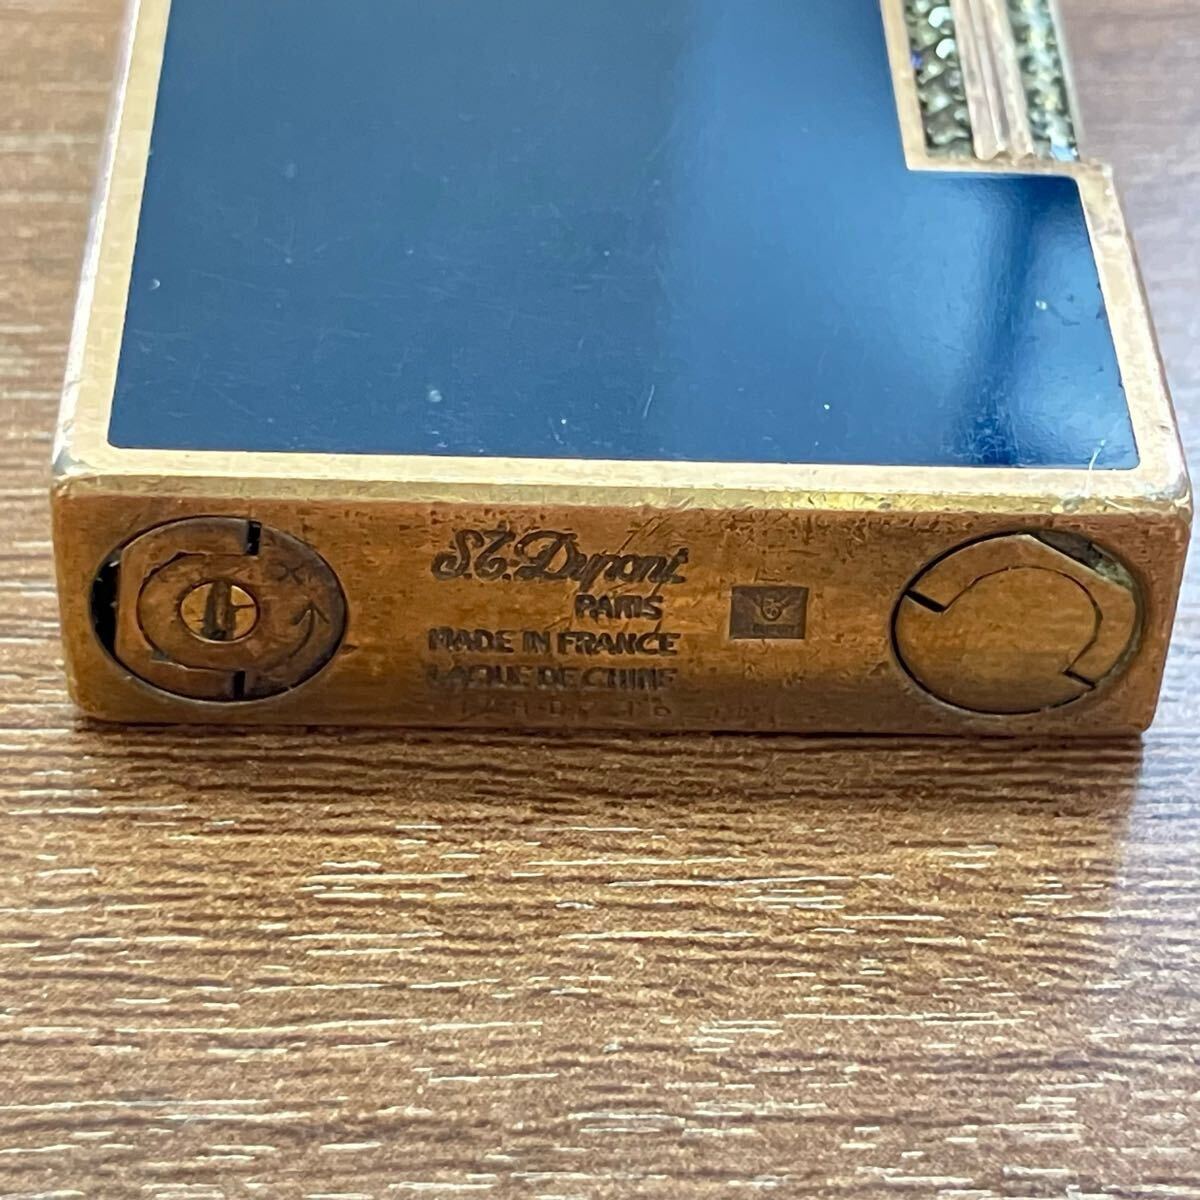 S.T. Dupont
PARIS
MADE IN FRANCE
LAQUE DE CHINE